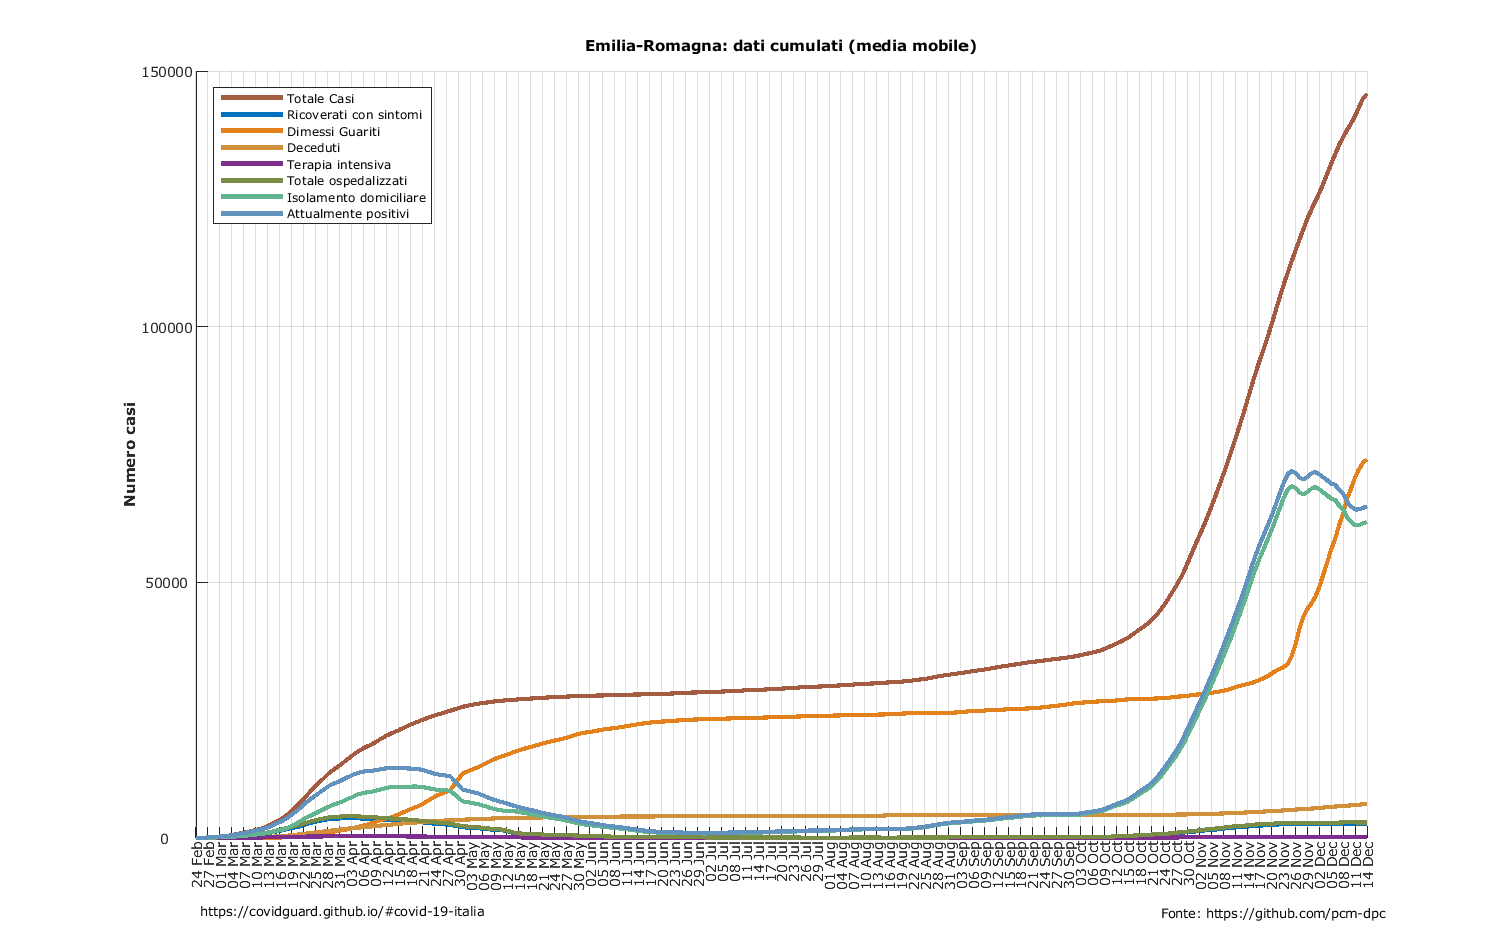 Emilia-Romagna: dati cumulati (media mobile)
150000
100000
50000
0
Numero casi
Totale Casi
Ricoverati con sintomi
Dimessi Guariti
Deceduti
Terapia intensiva
Totale ospedalizzati
Isolamento domiciliare
Attualmente positivi
24 Feb
27 Feb
01 Mar
04 Mar
07 Mar
10 Mar
13 Mar
16 Mar
19 Mar
22 Mar
25 Mar
28 Mar
31 Mar
03 Apr
06 Apr
09 Apr
12 Apr
15 Apr
18 Apr
21 Apr
24 Apr
27 Apr
30 Apr
03 May
06 May
09 May
12 May
15 May
18 May
21 May
24 May
27 May
30 May
02 Jun
05 Jun
08 Jun
11 Jun
14 Jun
17 Jun
20 Jun
23 Jun
26 Jun
29 Jun
02 Jul
05 Jul
08 Jul
11 Jul
14 Jul
17 Jul
20 Jul
23 Jul
26 Jul
29 Jul
01 Aug
04 Aug
07 Aug
10 Aug
13 Aug
16 Aug
19 Aug
22 Aug
25 Aug
28 Aug
31 Aug
03 Sep
06 Sep
09 Sep
12 Sep
15 Sep
18 Sep
21 Sep
24 Sep
27 Sep
30 Sep
03 Oct
06 Oct
09 Oct
12 Oct
15 Oct
18 Oct
21 Oct
24 Oct
27 Oct
30 Oct
02 Nov
05 Nov
08 Nov
11 Nov
14 Nov
17 Nov
20 Nov
23 Nov
26 Nov
29 Nov
02 Dec
05 Dec
08 Dec
11 Dec
14 Dec
https://covidguard.github.io/#covid-19-italia
Fonte: https://github.com/pcm-dpc